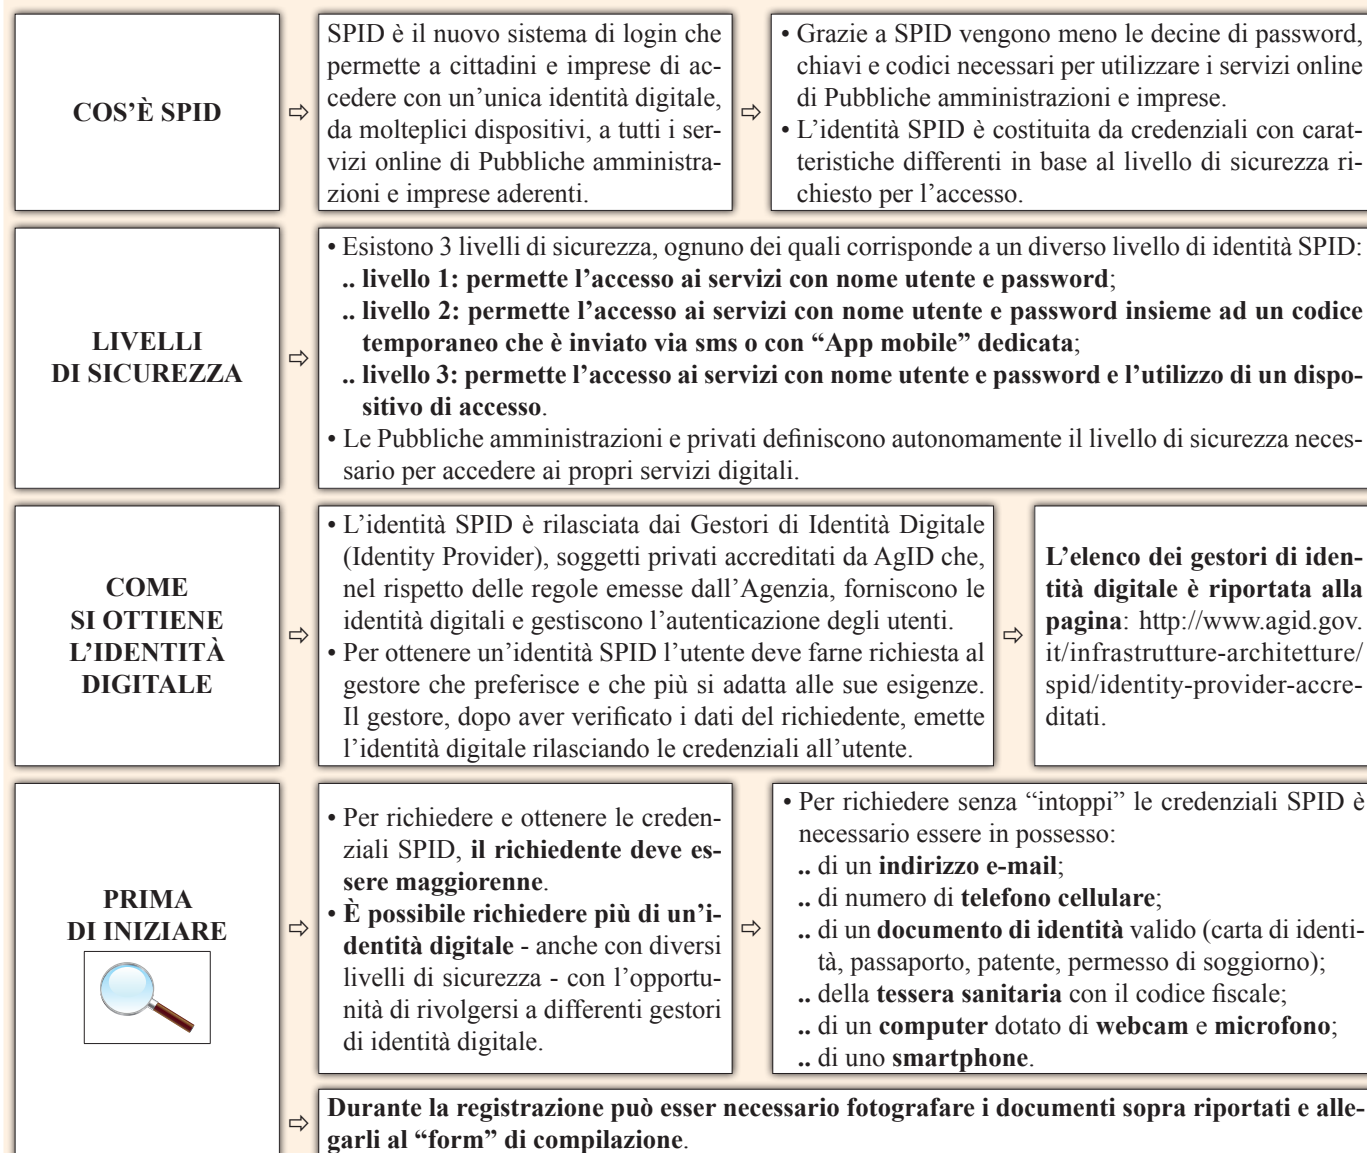 COS'È SPID
⇨
SPID è il nuovo sistema di login che
permette a cittadini e imprese di ac-
cedere con un'unica identità digitale,
da molteplici dispositivi, a tutti i ser-
vizi online di Pubbliche amministra-
zioni e imprese aderenti.
⇨
• Grazie a SPID vengono meno le decine di password,
chiavi e codici necessari per utilizzare i servizi online
di Pubbliche amministrazioni e imprese.
• L'identità SPID è costituita da credenziali con carat-
teristiche differenti in base al livello di sicurezza ri-
chiesto per l'accesso.
LIVELLI
DI SICUREZZA
⇨
• Esistono 3 livelli di sicurezza, ognuno dei quali corrisponde a un diverso livello di identità SPID:
.. livello 1: permette l'accesso ai servizi con nome utente e password;
.. livello 2: permette l'accesso ai servizi con nome utente e password insieme ad un codice
temporaneo che è inviato via sms o con “App mobile” dedicata;
.. livello 3: permette l'accesso ai servizi con nome utente e password e l'utilizzo di un dispo-
sitivo di accesso.
• Le Pubbliche amministrazioni e privati definiscono autonomamente il livello di sicurezza neces-
sario per accedere ai propri servizi digitali.
COME
SI OTTIENE
L'IDENTITÀ
DIGITALE
⇨
• L'identità SPID è rilasciata dai Gestori di Identità Digitale
(Identity Provider), soggetti privati accreditati da AgID che,
nel rispetto delle regole emesse dall'Agenzia, forniscono le
identità digitali e gestiscono l'autenticazione degli utenti.
• Per ottenere un'identità SPID l'utente deve farne richiesta al
gestore che preferisce e che più si adatta alle sue esigenze.
Il gestore, dopo aver verificato i dati del richiedente, emette
l'identità digitale rilasciando le credenziali all'utente.
⇨
L'elenco dei gestori di iden-
tità digitale è riportata alla
pagina: http://www.agid.gov.
it/infrastrutture-architetture/
spid/identity-provider-accre-
ditati.
PRIMA
DI INIZIARE
⇨
• Per richiedere e ottenere le creden-
ziali SPID, il richiedente deve es-
sere maggiorenne.
• È possibile richiedere più di un'i-
dentità digitale - anche con diversi
livelli di sicurezza - con l'opportu-
nità di rivolgersi a differenti gestori
di identità digitale.
⇨
• Per richiedere senza “intoppi” le credenziali SPID è
necessario essere in possesso:
.. di un indirizzo e-mail;
.. di numero di telefono cellulare;
.. di un documento di identità valido (carta di identi-
tà, passaporto, patente, permesso di soggiorno);
.. della tessera sanitaria con il codice fiscale;
.. di un computer dotato di webcam e microfono;
.. di uno smartphone.
⇨
Durante la registrazione può esser necessario fotografare i documenti sopra riportati e alle-
garli al “form” di compilazione.